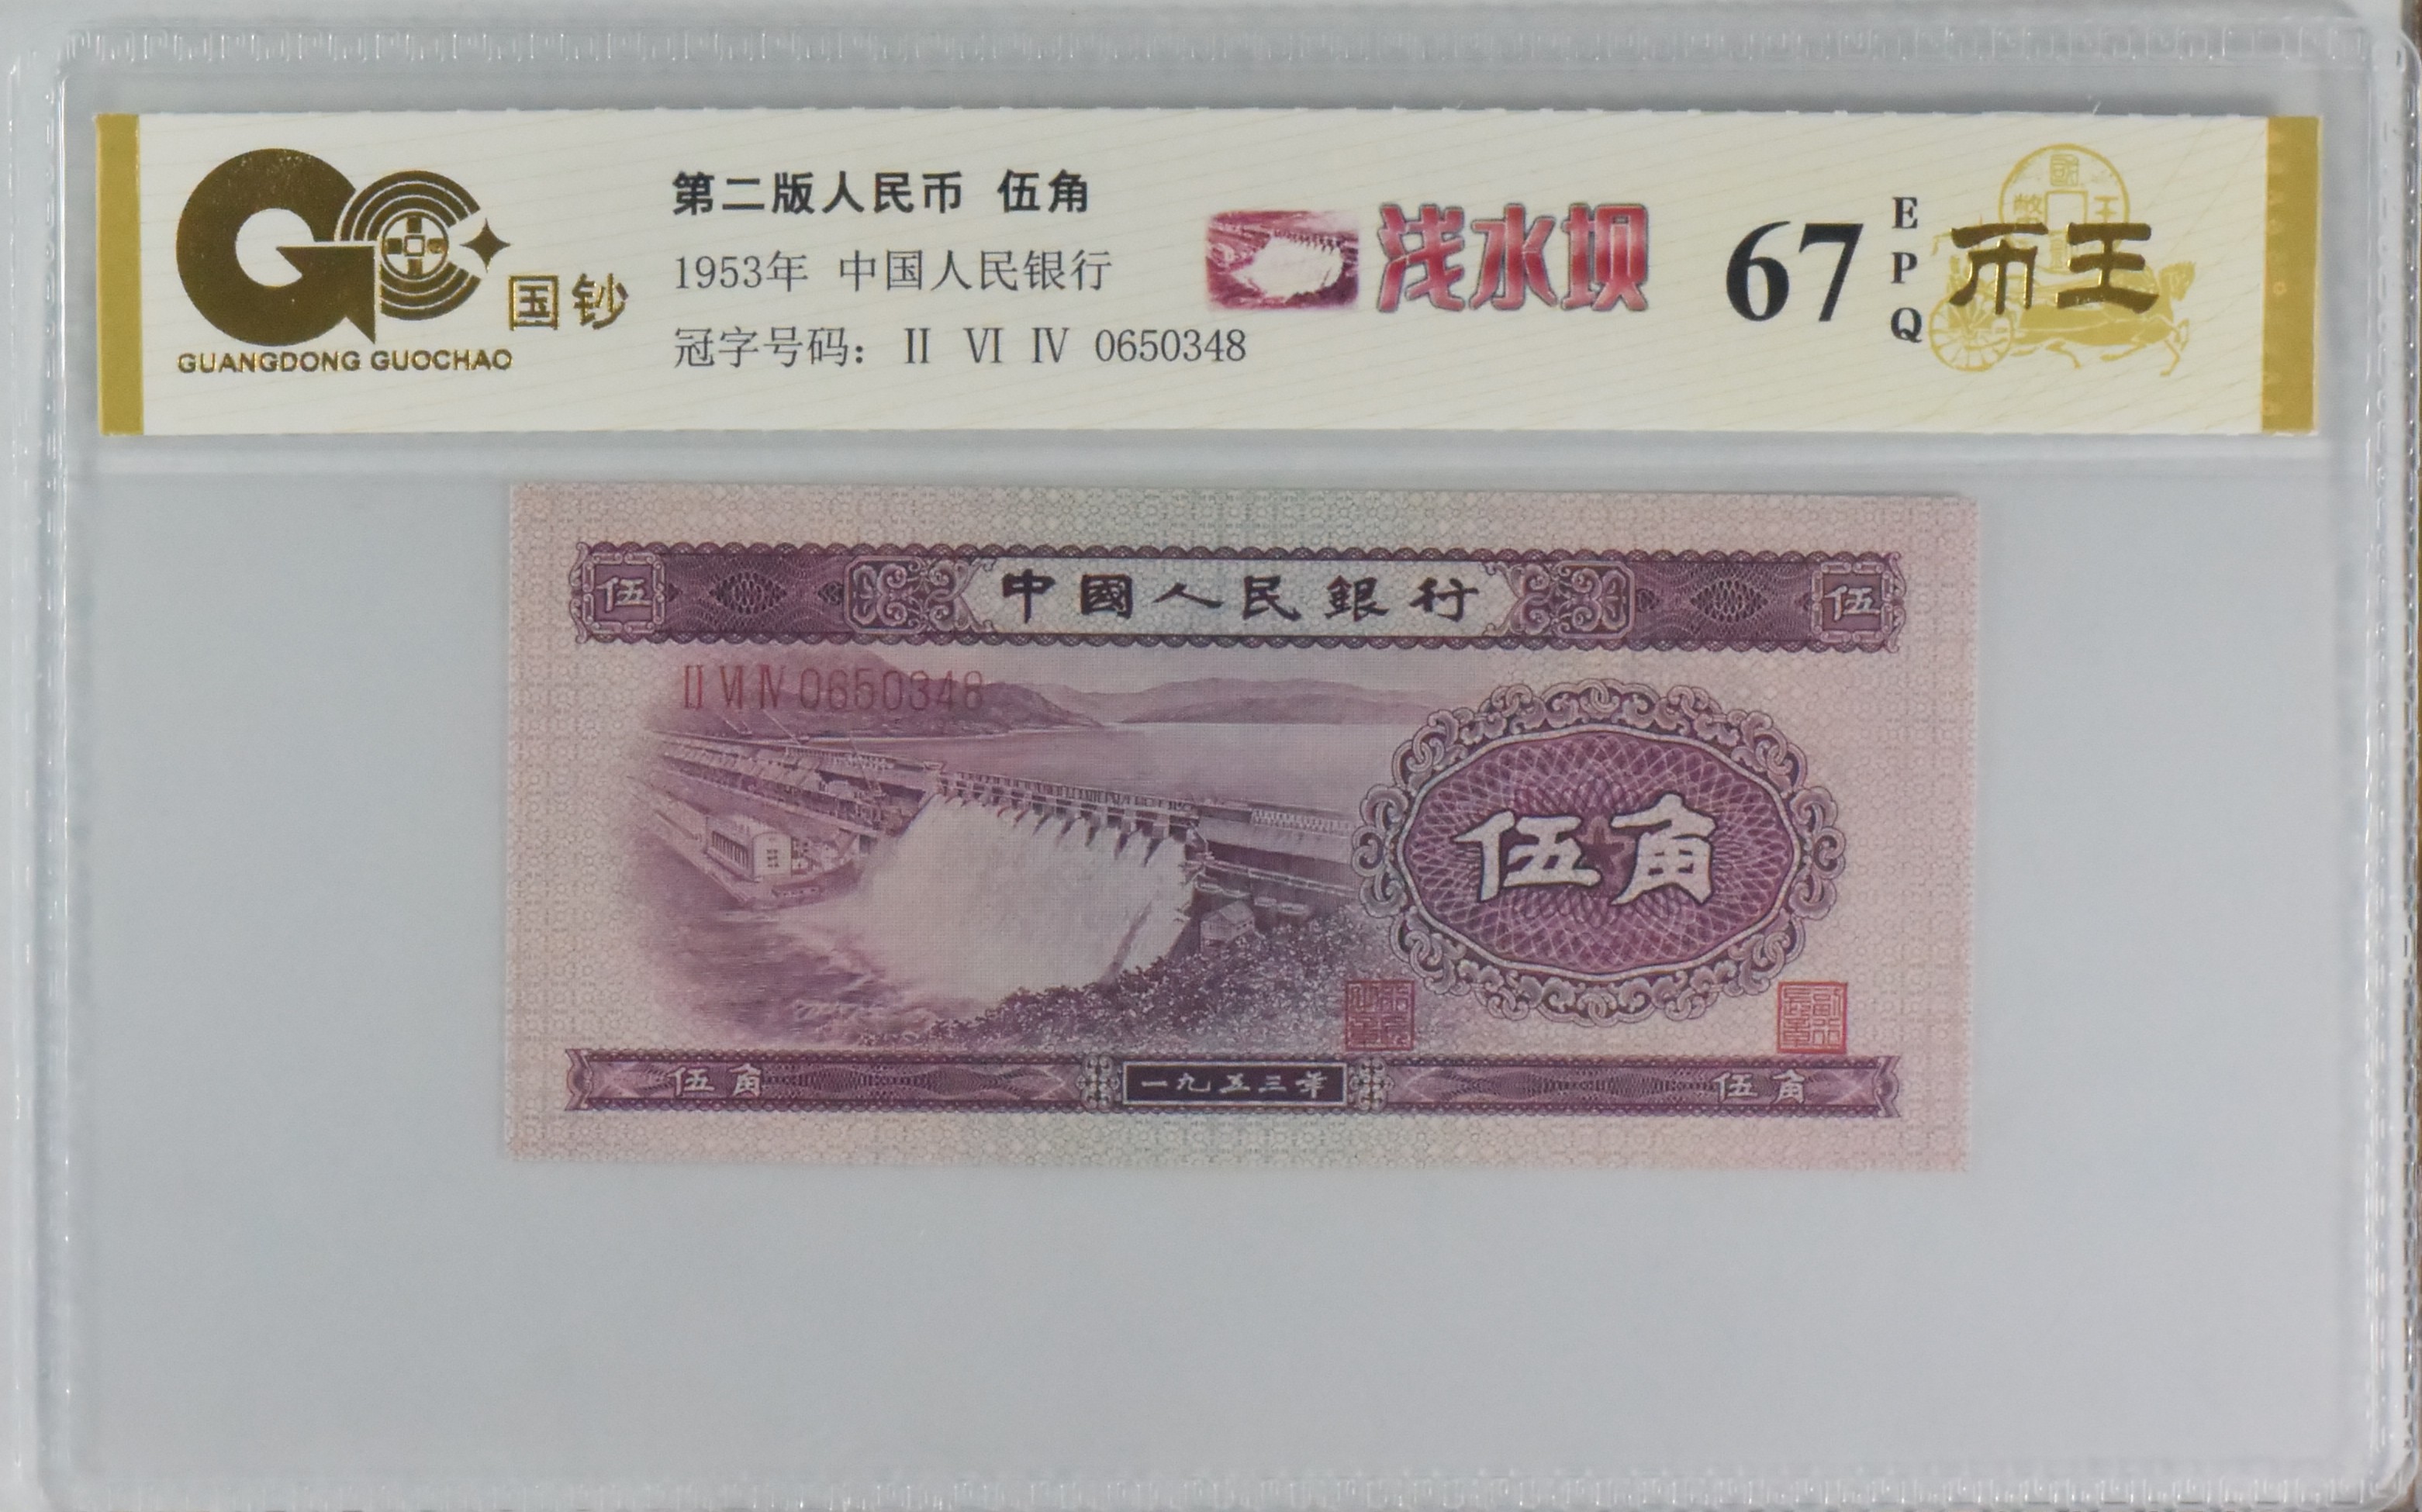 国钞
GUANGDONG GUOCHAO
第二版人民币 伍角
1953年 中国人民银行
冠字号码: Ⅱ Ⅵ Ⅳ 0650348
浅水坝
67
EPQ
币王
伍 中國人民銀行 伍
Ⅱ Ⅵ Ⅳ 0650348
伍角
伍角 一九五三年 伍角